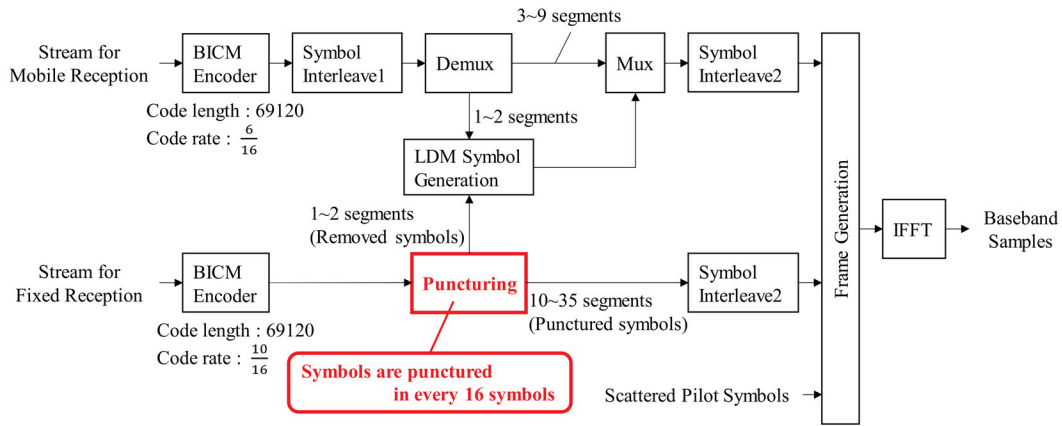 3~9 segments
Stream for
Mobile Reception
BICM
Encoder
Symbol
Interleave1
Demux
Mux
Symbol
Interleave2
Code length : 69120
Code rate : 6/16
1~2 segments
LDM Symbol
Generation
1~2 segments
(Removed symbols)
Frame Generation
IFFT
Baseband
Samples
Stream for
Fixed Reception
BICM
Encoder
Puncturing
Symbol
Interleave2
10~35 segments
(Punctured symbols)
Code length : 69120
Code rate : 10/16
Symbols are punctured
in every 16 symbols
Scattered Pilot Symbols